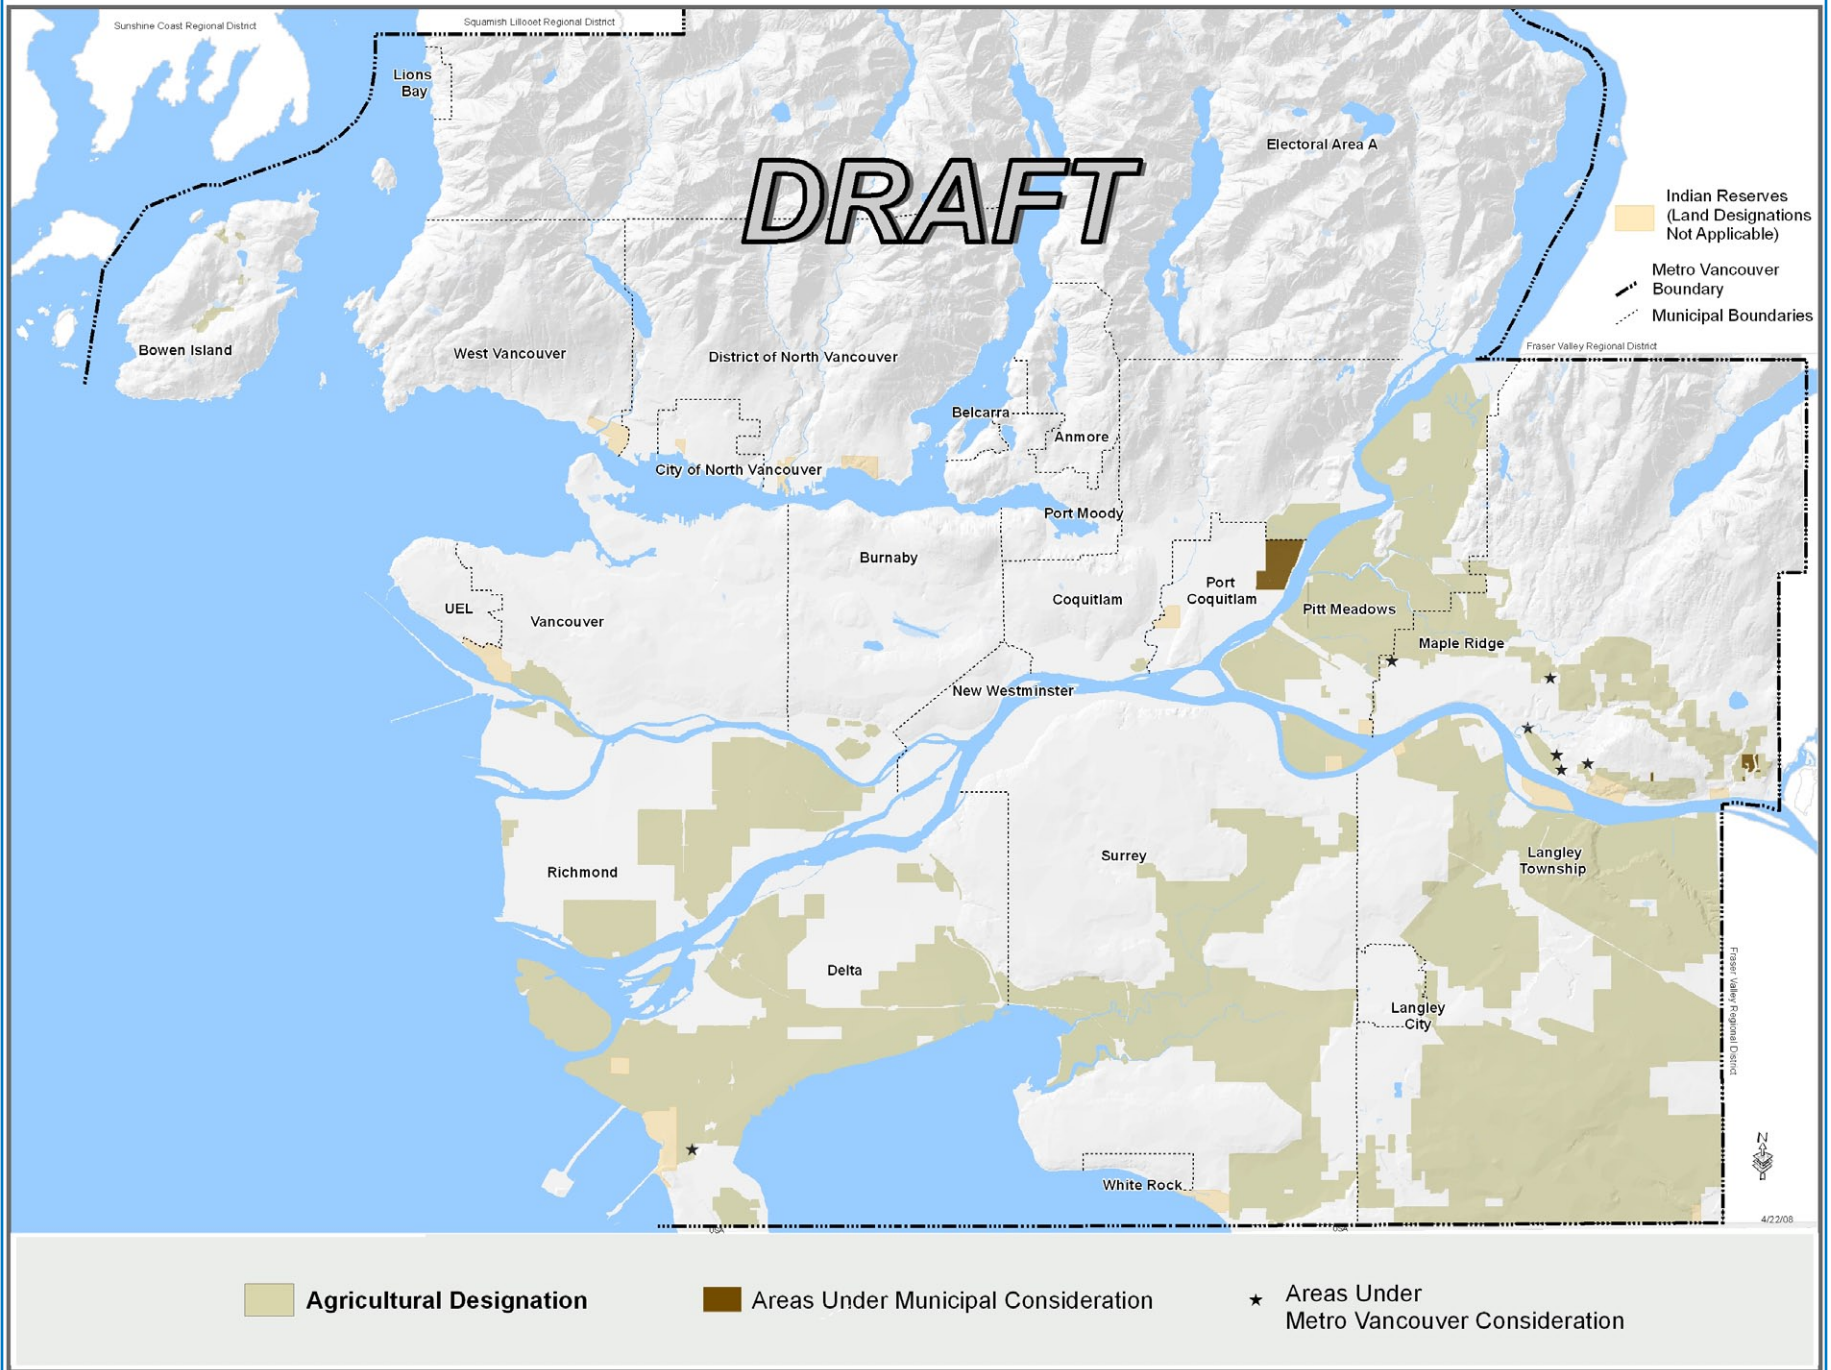 Sunshine Coast Regional District
Squamish Lillooet Regional District
Lions
Bay
Electoral Area A
DRAFT
Indian Reserves
(Land Designations
Not Applicable)
Metro Vancouver
Boundary
Municipal Boundaries
Fraser Valley Regional District
Bowen Island
West Vancouver
District of North Vancouver
Belcarra
Anmore
City of North Vancouver
Port Moody
Burnaby
UEL
Vancouver
Coquitlam
Port
Coquitlam
Pitt Meadows
Maple Ridge
New Westminster
Richmond
Surrey
Langley
Township
Delta
Langley
City
Fraser Valley Regional District
White Rock
N
4/22/08
USA
USA
Agricultural Designation
Areas Under Municipal Consideration
Areas Under
Metro Vancouver Consideration